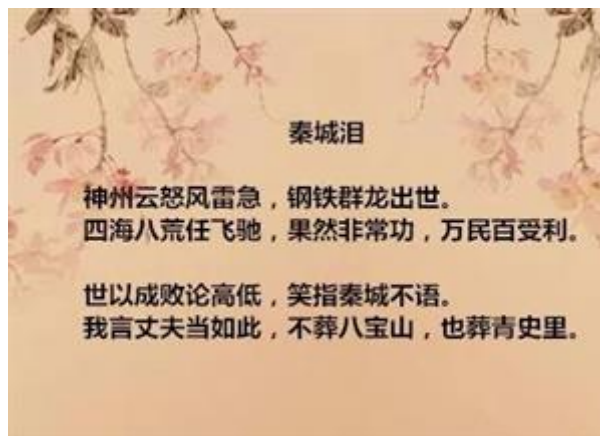 秦城泪
神州云怒风雷急，钢铁群龙出世。
四海八荒任飞驰，果然非常功，万民百受利。
世以成败论高低，笑指秦城不语。
我言丈夫当如此，不葬八宝山，也葬青史里。